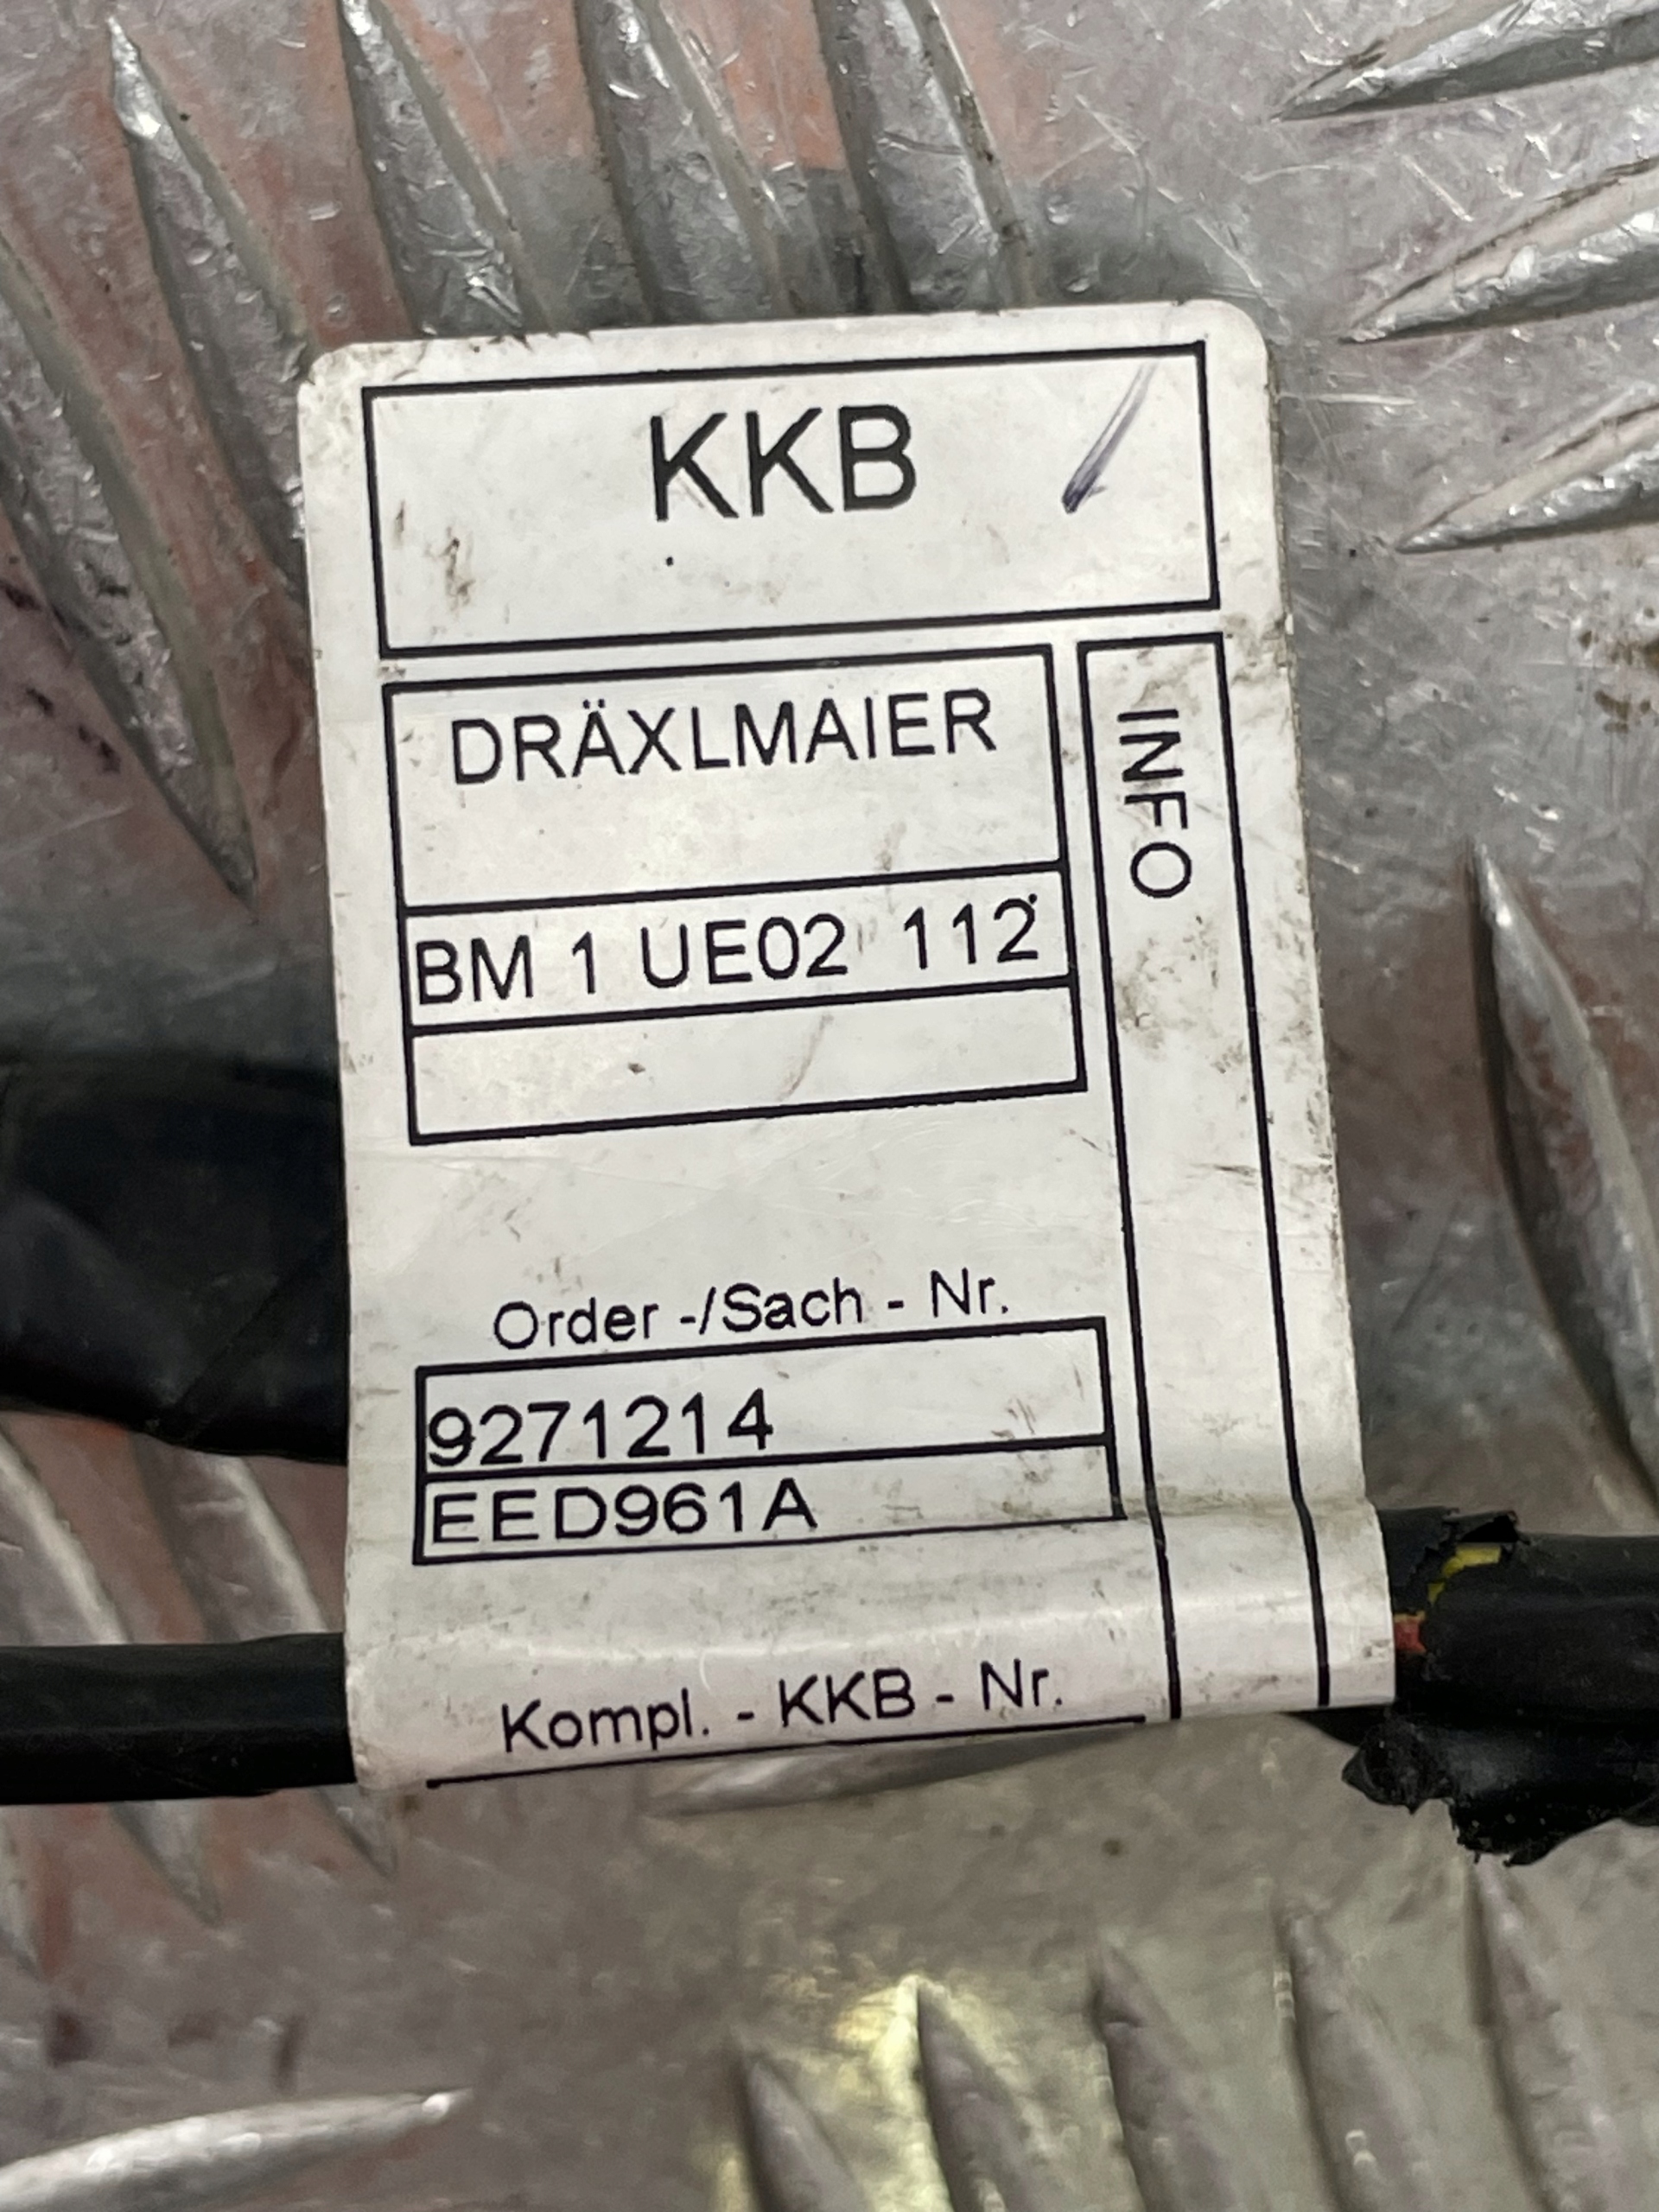 KKB
DRÄXLMAIER
INFO
BM 1 UE02 112
Order -/Sach - Nr.
9271214
EED961A
Kompl. - KKB - Nr.